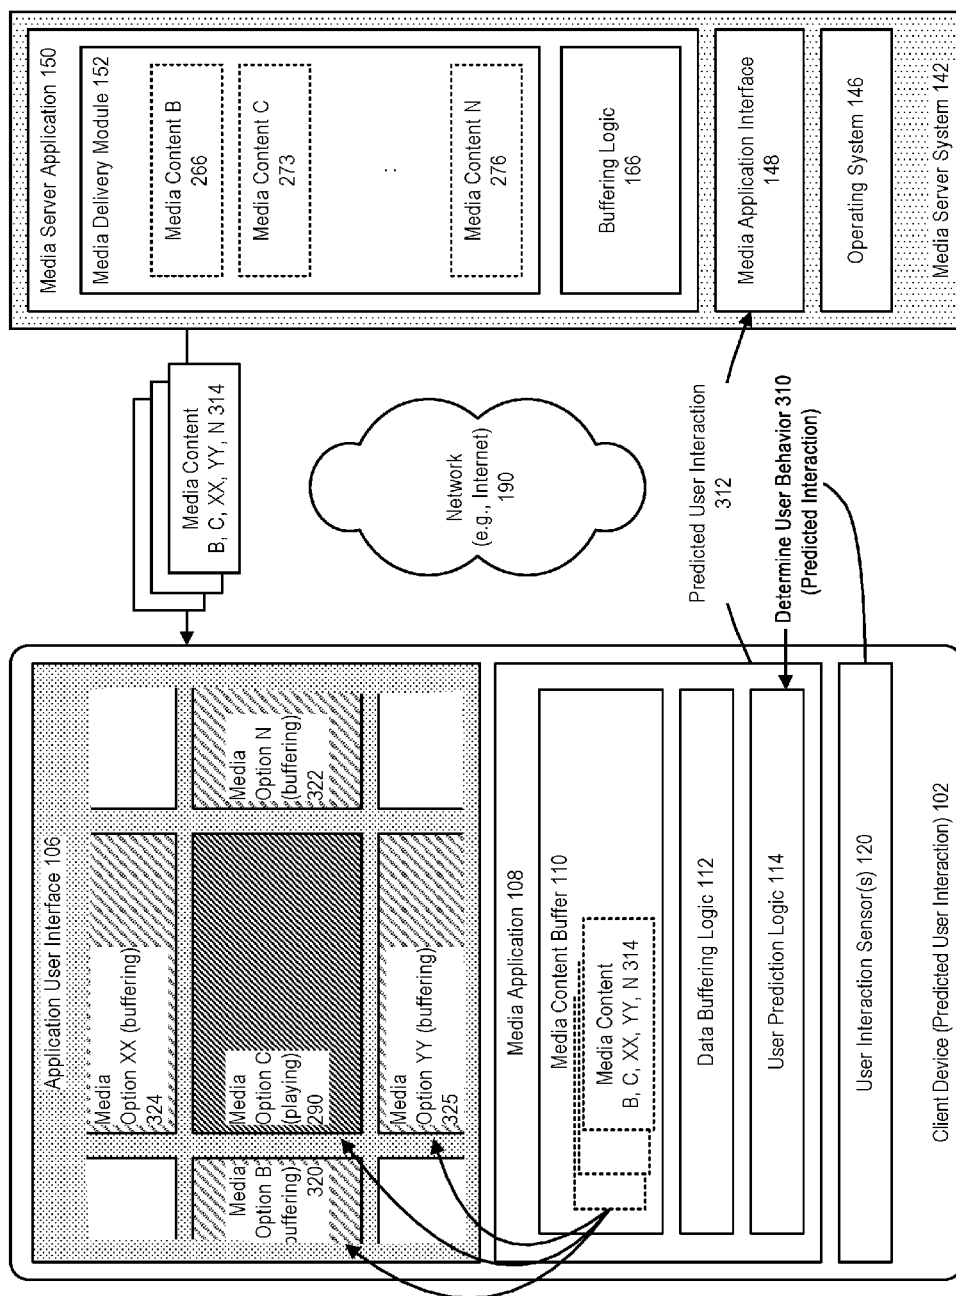 Application User Interface 106
Media
Option XX (buffering)
324
Media
Option B
buffering)
320
Media
Option C
(playing)
290
Media
Option N
(buffering)
322
Media
Option YY (buffering)
325
Media Application 108
Media Content Buffer 110
Media Content
B, C, XX, YY, N 314
Data Buffering Logic 112
User Prediction Logic 114
User Interaction Sensor(s) 120
Client Device (Predicted User Interaction) 102
Media Content
B, C, XX, YY, N 314
Network
(e.g., Internet)
190
Predicted User Interaction
312
Determine User Behavior 310
(Predicted Interaction)
Media Server Application 150
Media Delivery Module 152
Media Content B
266
Media Content C
273
Media Content N
276
Buffering Logic
166
Media Application Interface
148
Operating System 146
Media Server System 142